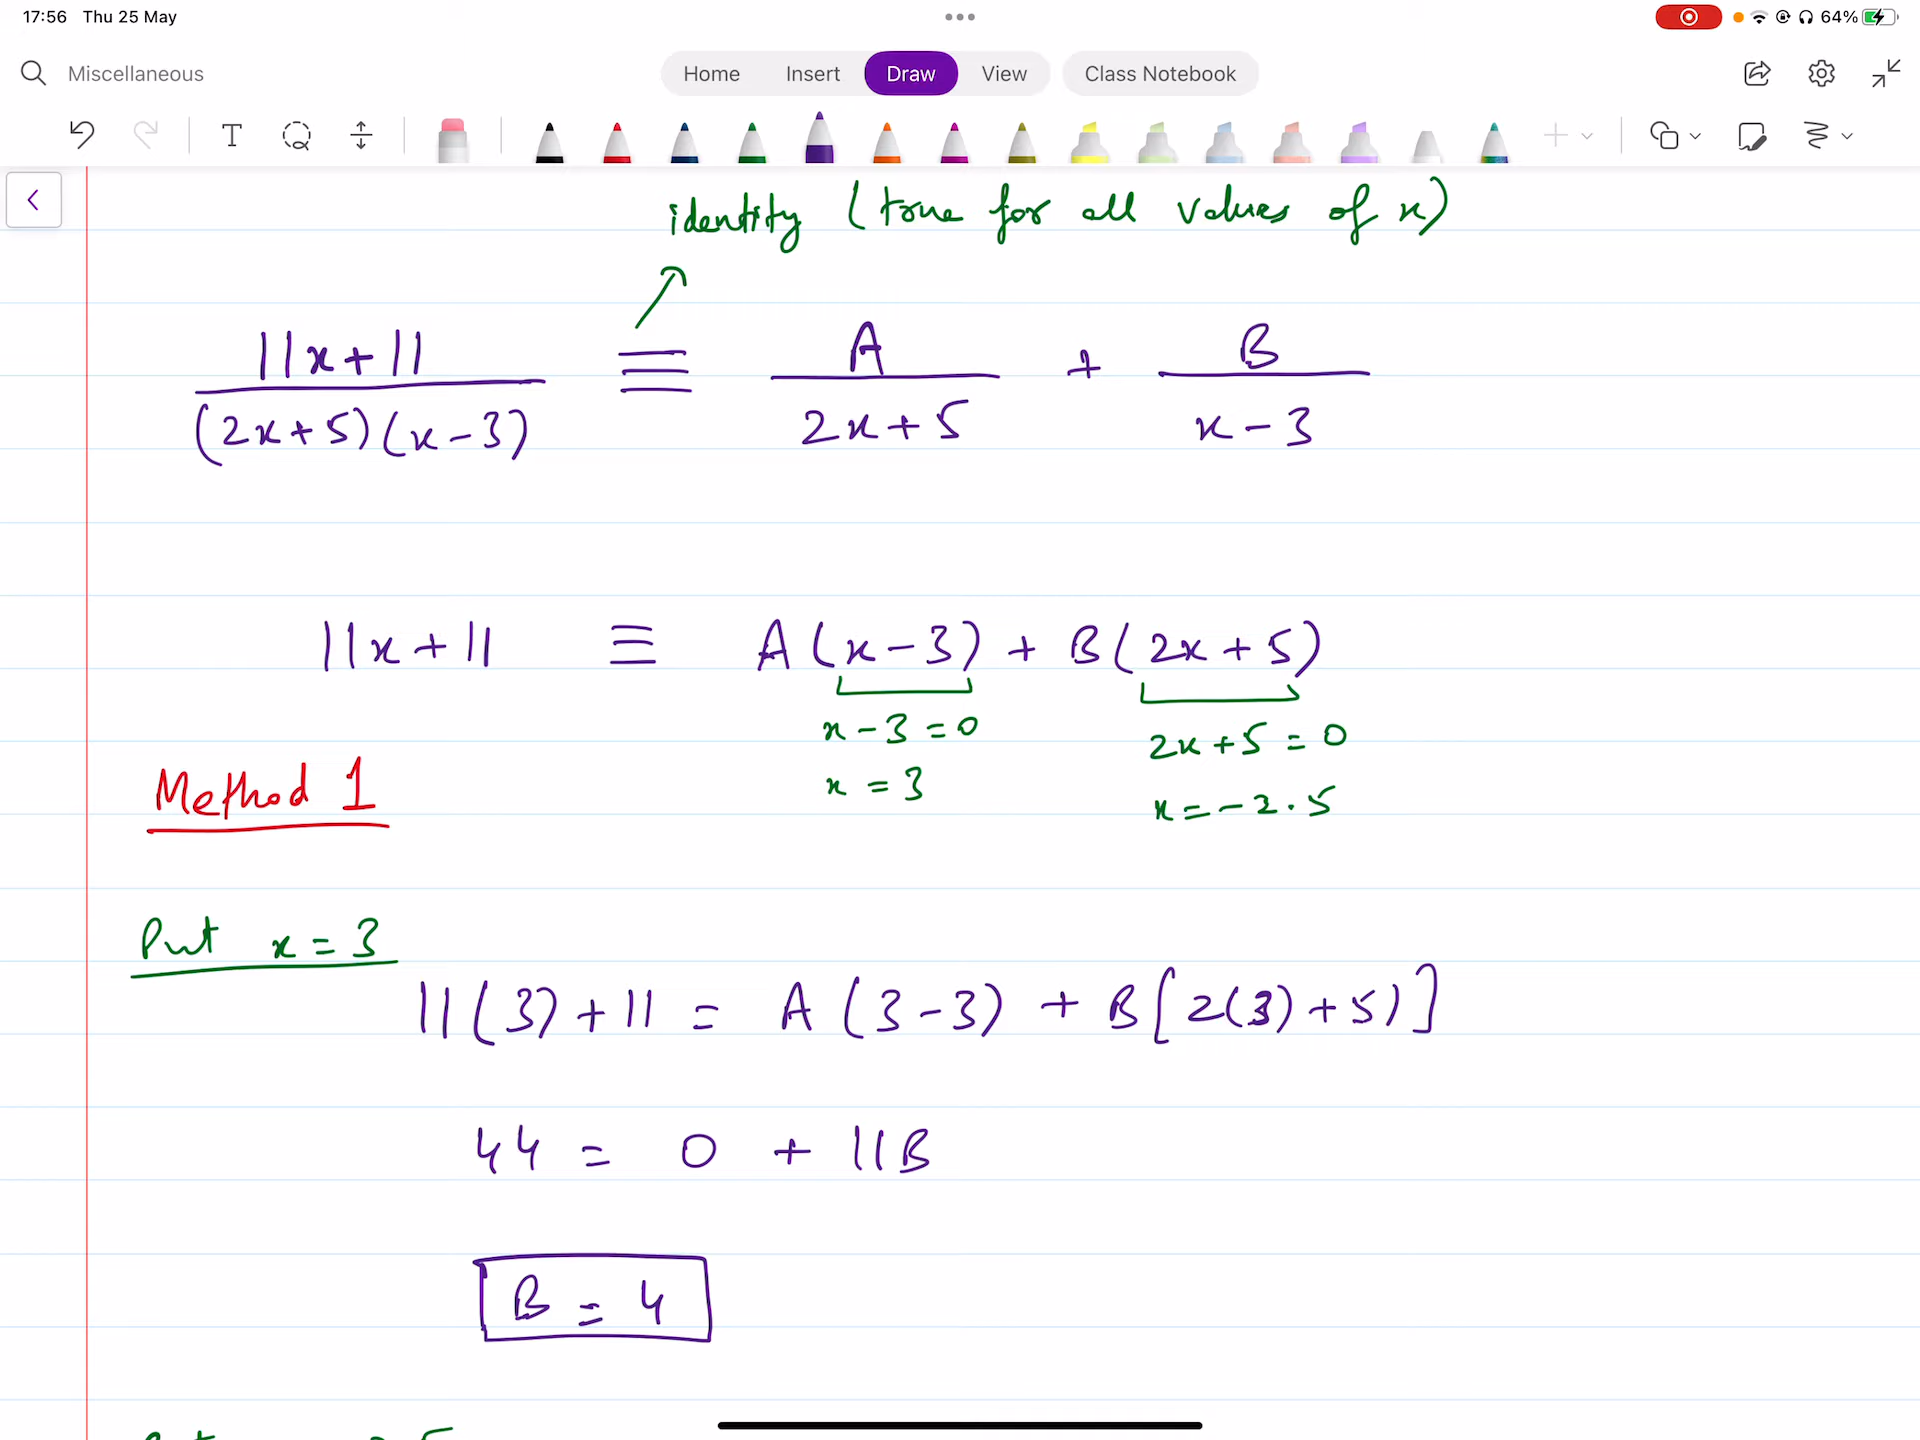 17:56 Thu 25 May 64%
Miscellaneous Home Insert Draw View Class Notebook
T
identity (true for all values of x)
11x+11 / (2x+5)(x-3) ≡ A / 2x+5 + B / x-3
11x+11 ≡ A(x-3) + B(2x+5)
x-3=0 2x+5=0
x=3 x=-2.5
Method 1
Put x=3
11(3)+11 = A(3-3) + B[2(3)+5)]
44 = 0 + 11B
B = 4